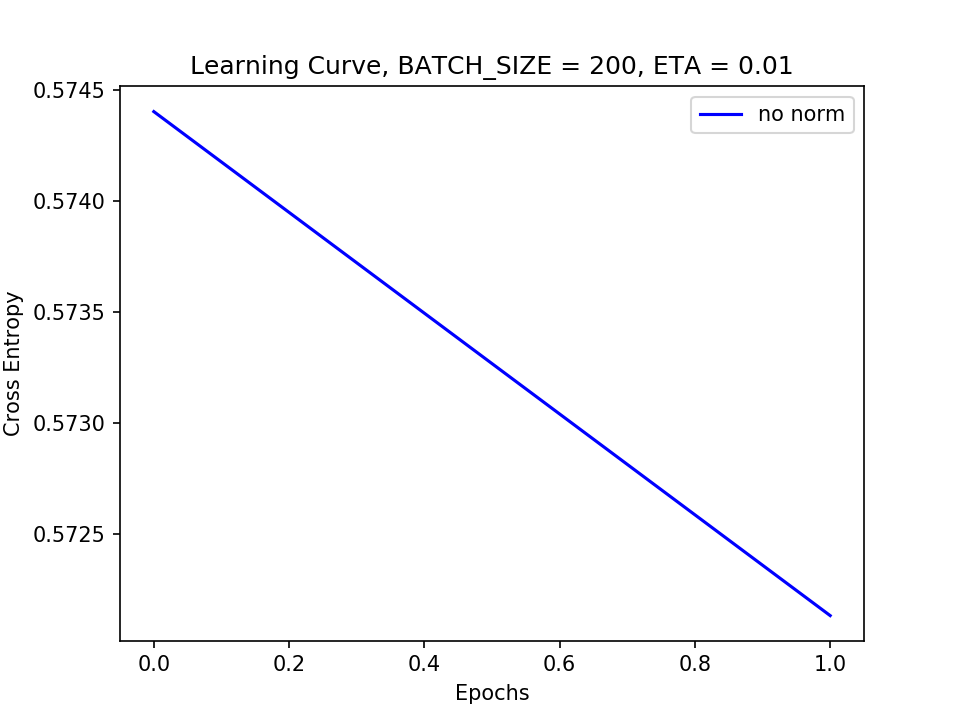 Learning Curve, BATCH_SIZE = 200, ETA = 0.01
no norm
Cross Entropy
0.5745
0.5740
0.5735
0.5730
0.5725
0.0 0.2 0.4 0.6 0.8 1.0
Epochs